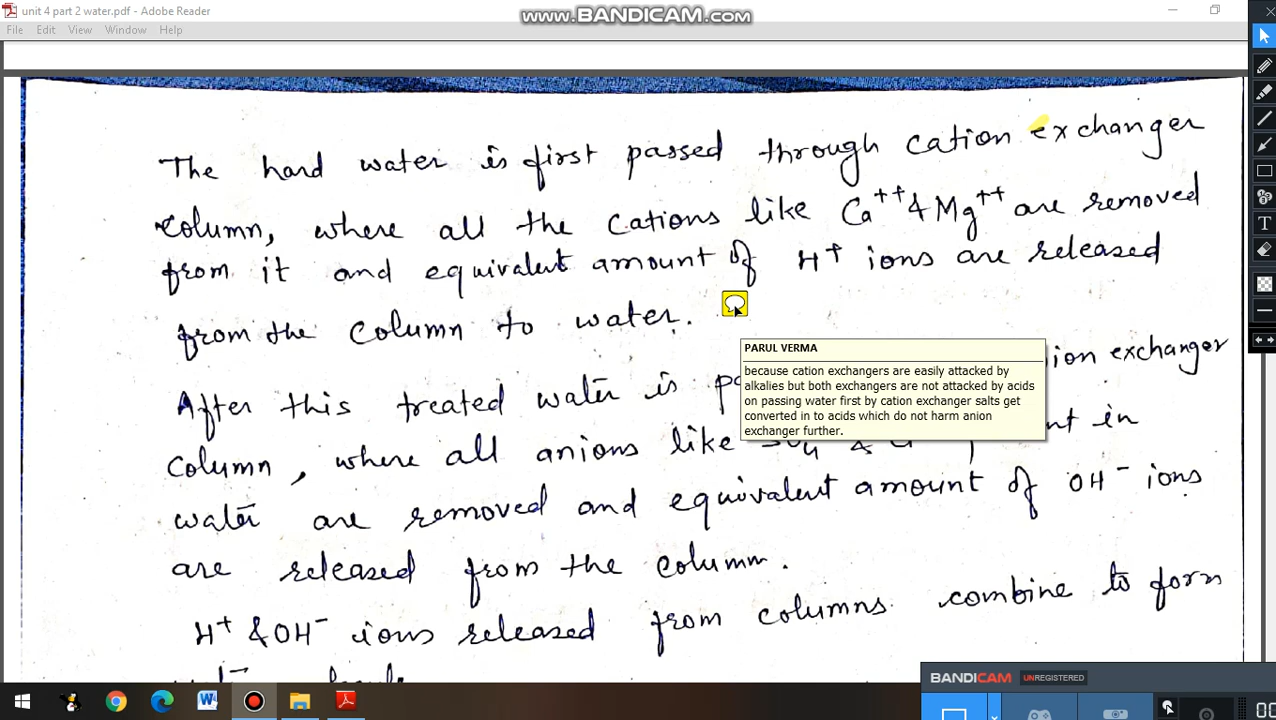 unit 4 part 2 water.pdf - Adobe Reader
www.BANDICAM.com
File Edit View Window Help
The hard water is first passed through cation exchanger
column, where all the cations like Ca++ & Mg++ are removed
from it and equivalent amount of H+ ions are released
from the column to water.
PARUL VERMA
because cation exchangers are easily attacked by
alkalies but both exchangers are not attacked by acids
on passing water first by cation exchanger salts get
converted in to acids which do not harm anion
exchanger further.
After this treated water is exchanger
column, where all anions like in
water are removed and equivalent amount of OH- ions
are released from the column.
H+ & OH- ions released from columns combine to form
BANDICAM UNREGISTERED